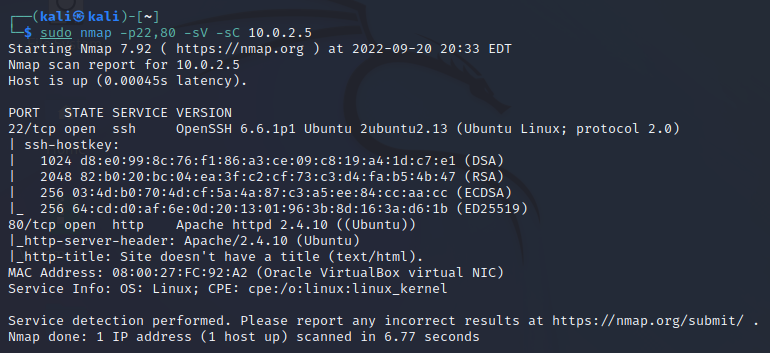 ┌──(kali㉿kali)-[~]
└─$ sudo nmap -p22,80 -sV -sC 10.0.2.5
Starting Nmap 7.92 ( https://nmap.org ) at 2022-09-20 20:33 EDT
Nmap scan report for 10.0.2.5
Host is up (0.00045s latency).

PORT   STATE SERVICE VERSION
22/tcp open  ssh     OpenSSH 6.6.1p1 Ubuntu 2ubuntu2.13 (Ubuntu Linux; protocol 2.0)
| ssh-hostkey:
|   1024 d8:e0:99:8c:76:f1:86:a3:ce:09:c8:19:a4:1d:c7:e1 (DSA)
|   2048 82:b0:20:bc:04:ea:3f:c2:cf:73:c3:d4:fa:b5:4b:47 (RSA)
|   256 03:4d:b0:70:4d:cf:5a:4a:87:c3:a5:ee:84:cc:aa:cc (ECDSA)
|_  256 64:cd:d0:af:6e:0d:20:13:01:96:3b:8d:16:3a:d6:1b (ED25519)
80/tcp open  http    Apache httpd 2.4.10 ((Ubuntu))
|_http-server-header: Apache/2.4.10 (Ubuntu)
|_http-title: Site doesn't have a title (text/html).
MAC Address: 08:00:27:FC:92:A2 (Oracle VirtualBox virtual NIC)
Service Info: OS: Linux; CPE: cpe:/o:linux:linux_kernel

Service detection performed. Please report any incorrect results at https://nmap.org/submit/ .
Nmap done: 1 IP address (1 host up) scanned in 6.77 seconds